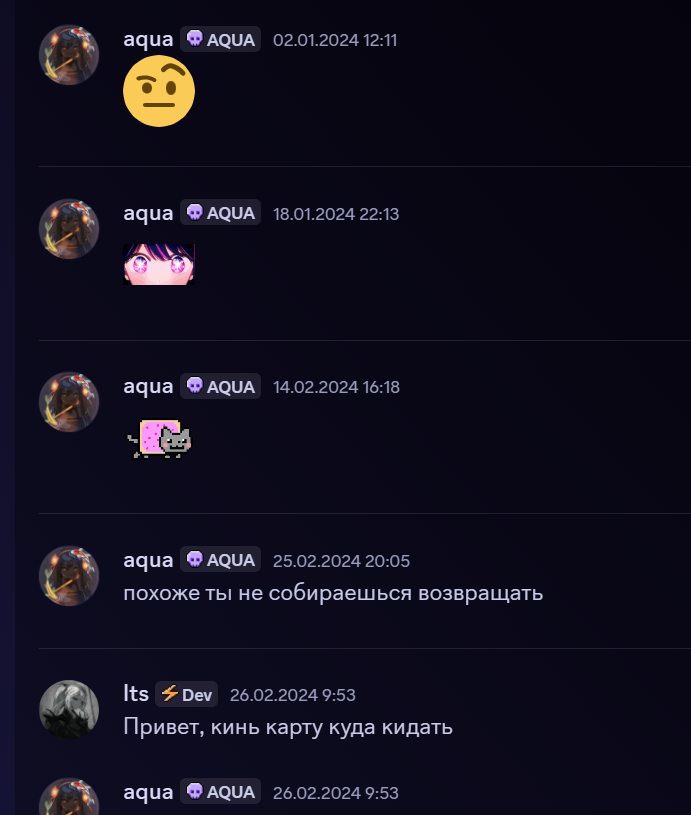 aqua AQUA 02.01.2024 12:11
aqua AQUA 18.01.2024 22:13
aqua AQUA 14.02.2024 16:18
aqua AQUA 25.02.2024 20:05
похоже ты не собираешься возвращать
Its Dev 26.02.2024 9:53
Привет, кинь карту куда кидать
aqua AQUA 26.02.2024 9:53